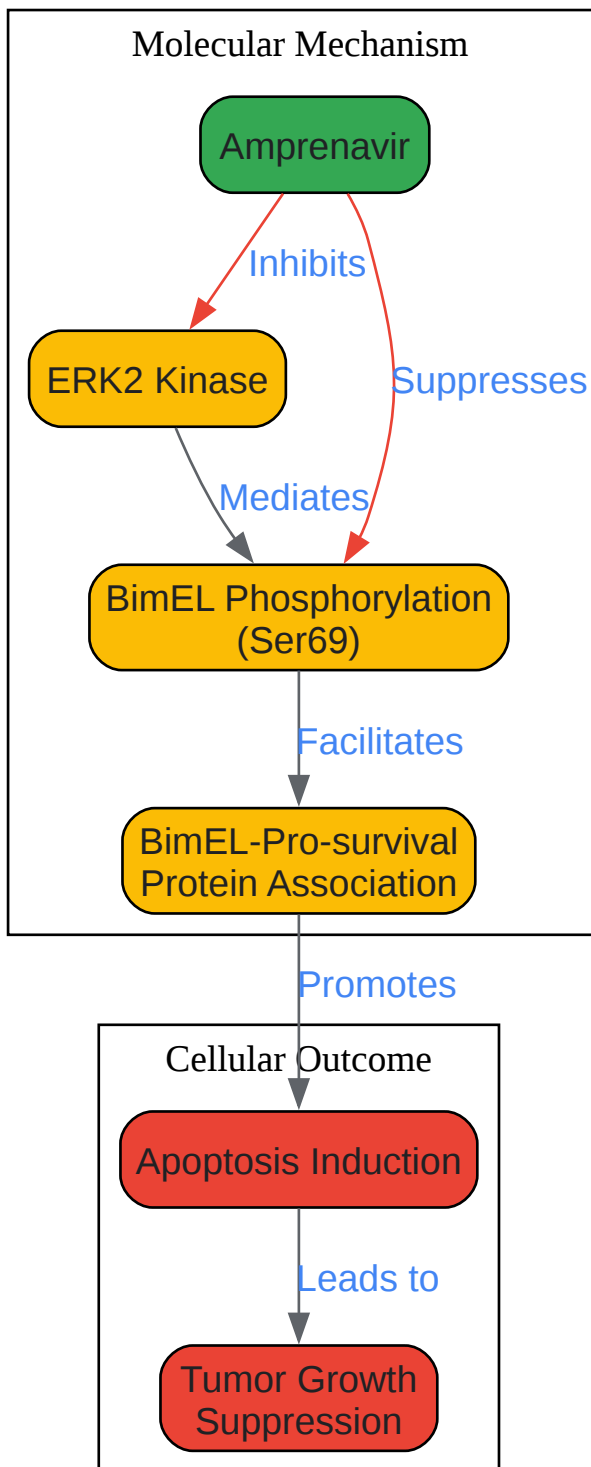 Molecular Mechanism
Amprenavir
Inhibits
ERK2 Kinase
Suppresses
Mediates
BimEL Phosphorylation
(Ser69)
Facilitates
BimEL-Pro-survival
Protein Association
Promotes
Cellular Outcome
Apoptosis Induction
Leads to
Tumor Growth
Suppression